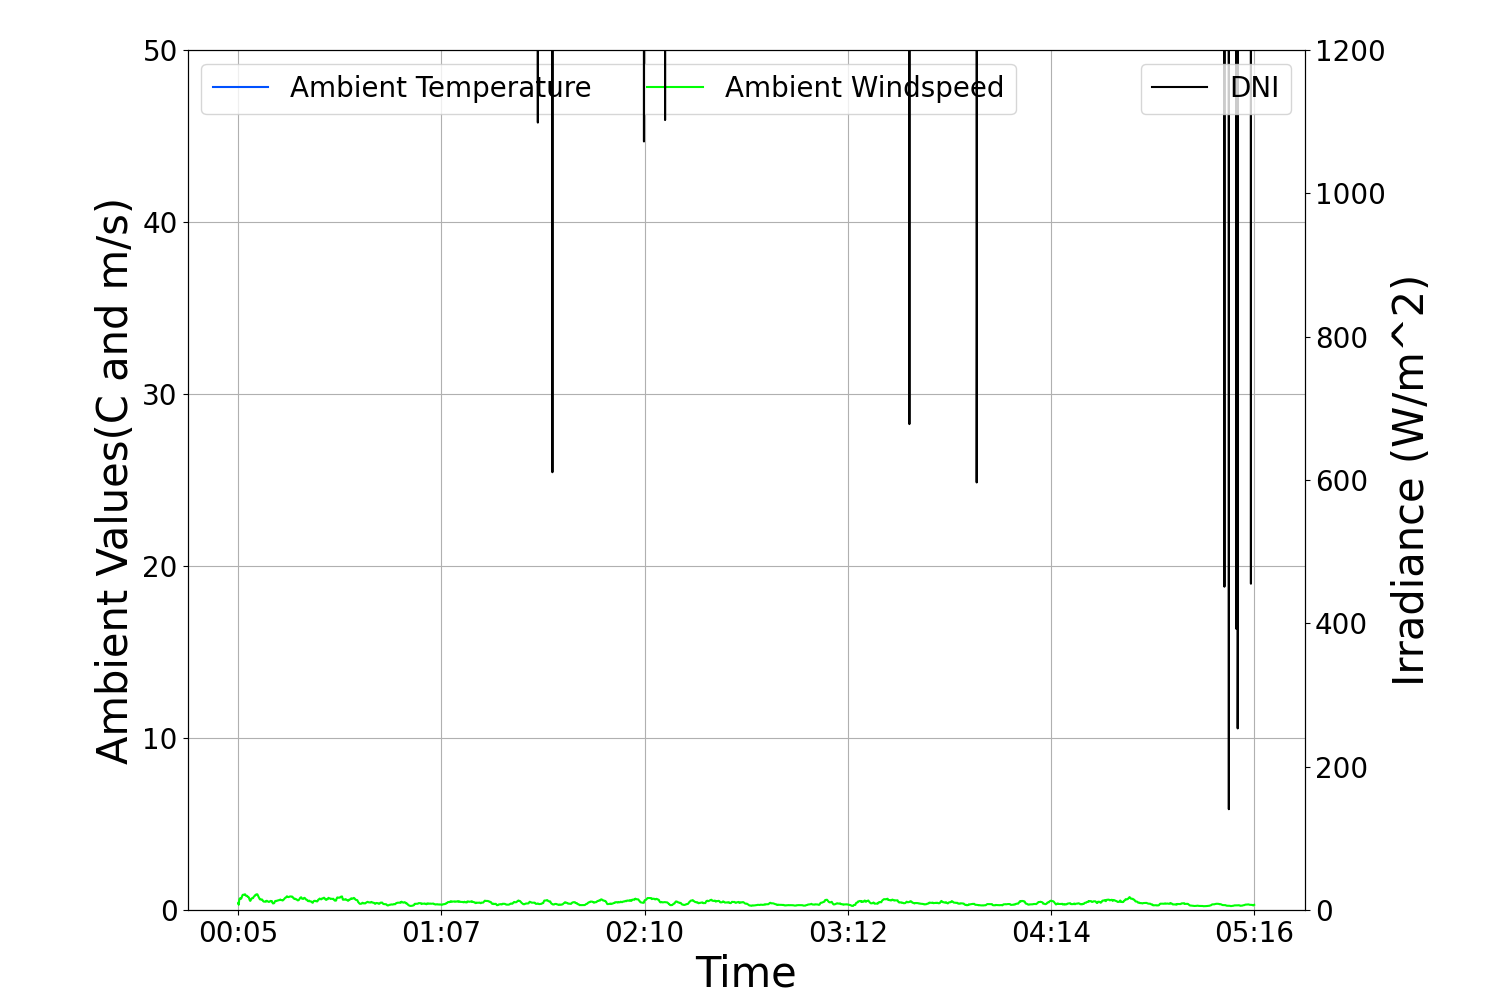 Ambient Temperature
Ambient Windspeed
DNI
Ambient Values(C and m/s)
50
40
30
20
10
0
1200
1000
800
600
400
200
0
Irradiance (W/m^2)
00:05 01:07 02:10 03:12 04:14 05:16
Time